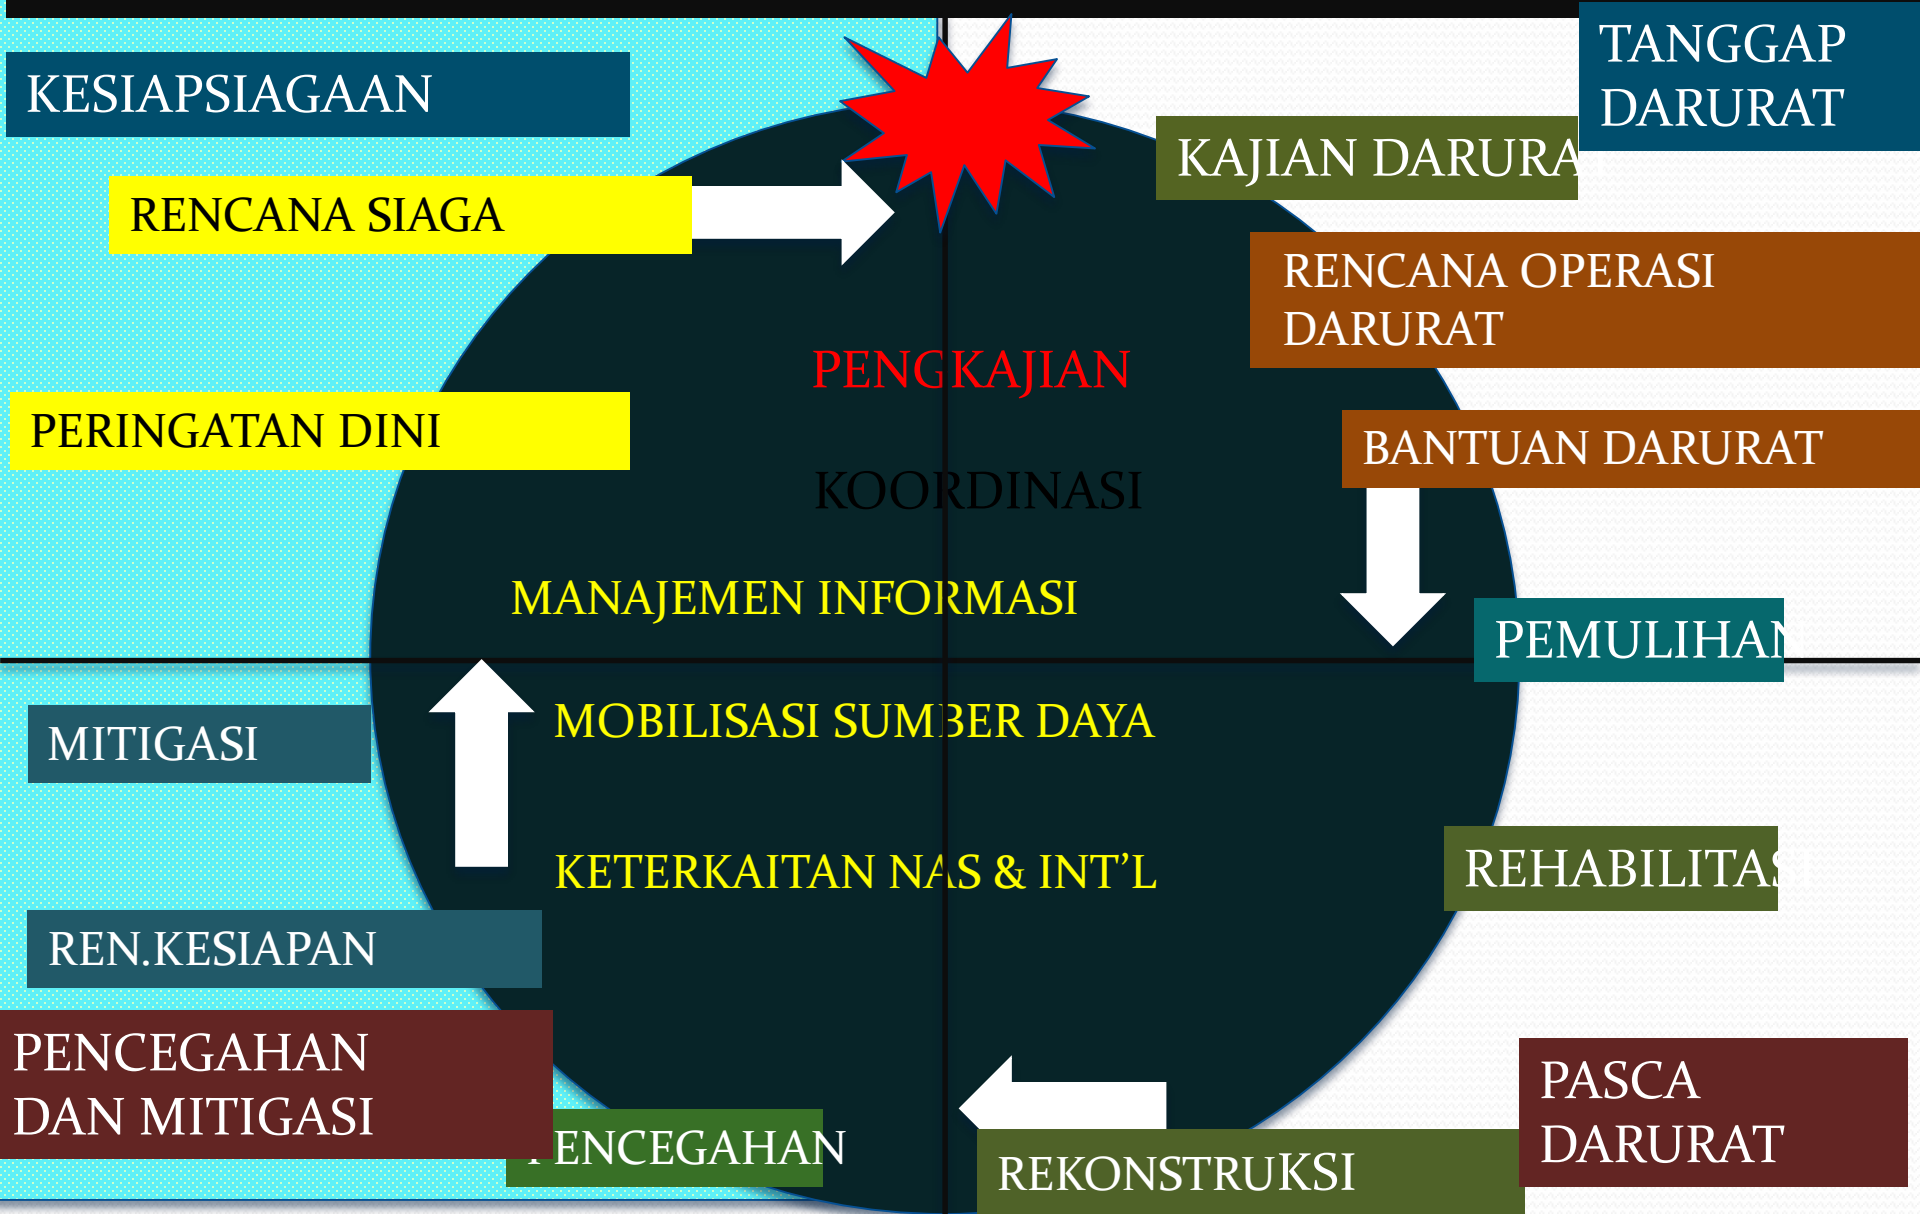 KESIAPSIAGAAN
TANGGAP
DARURAT
KAJIAN DARURA
RENCANA SIAGA
RENCANA OPERASI
DARURAT
PENGKAJIAN
PERINGATAN DINI
BANTUAN DARURAT
KOORDINASI
MANAJEMEN INFORMASI
PEMULIHAN
MITIGASI
MOBILISASI SUMBER DAYA
REHABILITAS
KETERKAITAN NAS & INT’L
REN.KESIAPAN
PENCEGAHAN
DAN MITIGASI
PASCA
DARURAT
PENCEGAHAN
REKONSTRUKSI